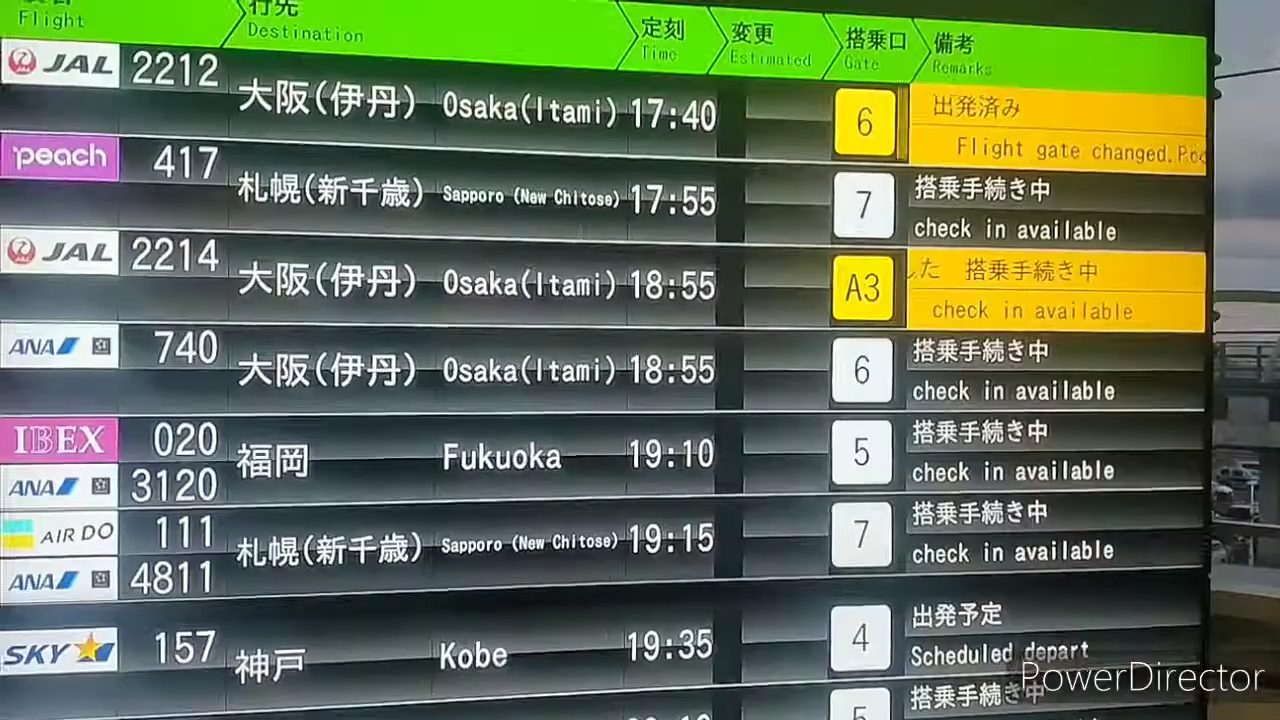 行先
Flight
Destination
定刻
Time
変更
Estimated
搭乗口
Gate
備考
Remarks
JAL 2212 大阪(伊丹) Osaka(Itami) 17:40 6 出発済み
Flight gate changed.
peach 417 札幌(新千歳) Sapporo (New Chitose) 17:55 7 搭乗手続き中
check in available
JAL 2214 大阪(伊丹) Osaka(Itami) 18:55 A3 した 搭乗手続き中
check in available
ANA 740 大阪(伊丹) Osaka(Itami) 18:55 6 搭乗手続き中
check in available
IBEX 020 福岡 Fukuoka 19:10 5 搭乗手続き中
ANA 3120 check in available
AIR DO 111 札幌(新千歳) Sapporo (New Chitose) 19:15 7 搭乗手続き中
ANA 4811 check in available
SKY 157 神戸 Kobe 19:35 4 出発予定
Scheduled depart
5 搭乗手続き中
PowerDirector